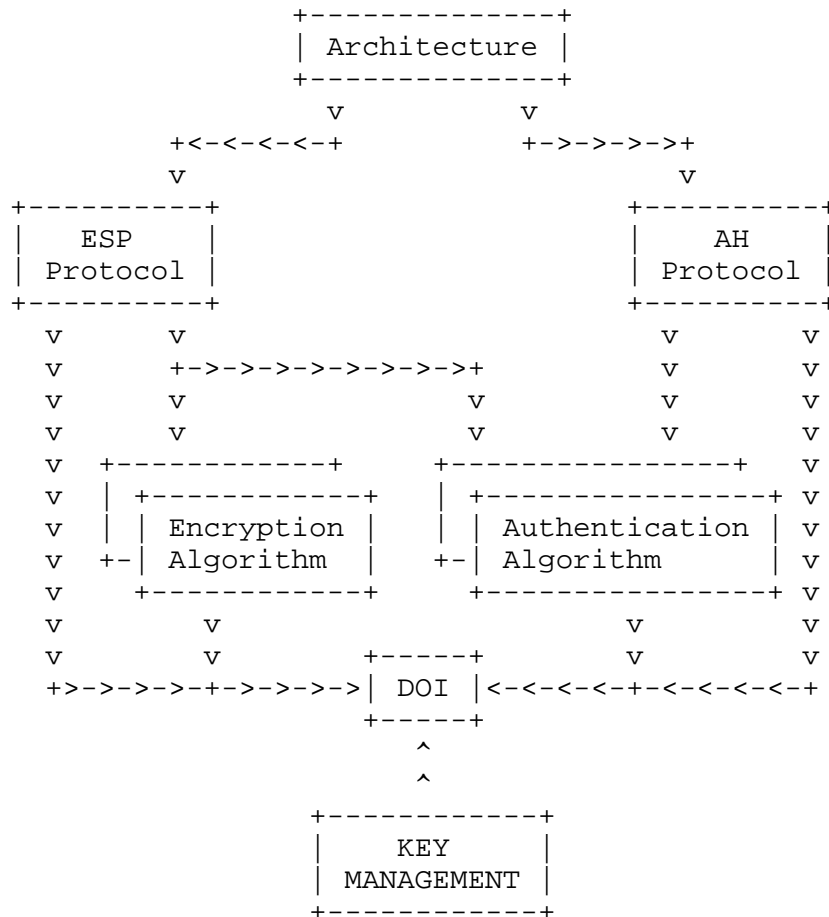 Architecture
ESP
Protocol
AH
Protocol
Encryption
Algorithm
Authentication
Algorithm
DOI
KEY
MANAGEMENT